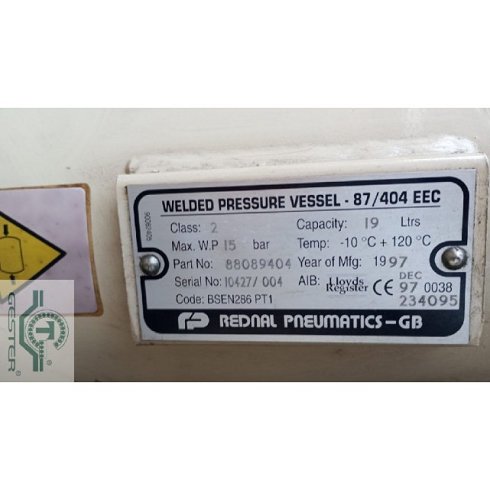 WELDED PRESSURE VESSEL - 87/404 EEC
Class: 2 Capacity: 19 Ltrs
Max. W.P 15 bar Temp: -10 °C + 120 °C
Part No: 88089404 Year of Mfg: 1997
Serial No: 10427/004 AIB: Lloyds Register CE DEC 97 0038
Code: BSEN286 PT1 234095
REDNAL PNEUMATICS-GB
GESTER